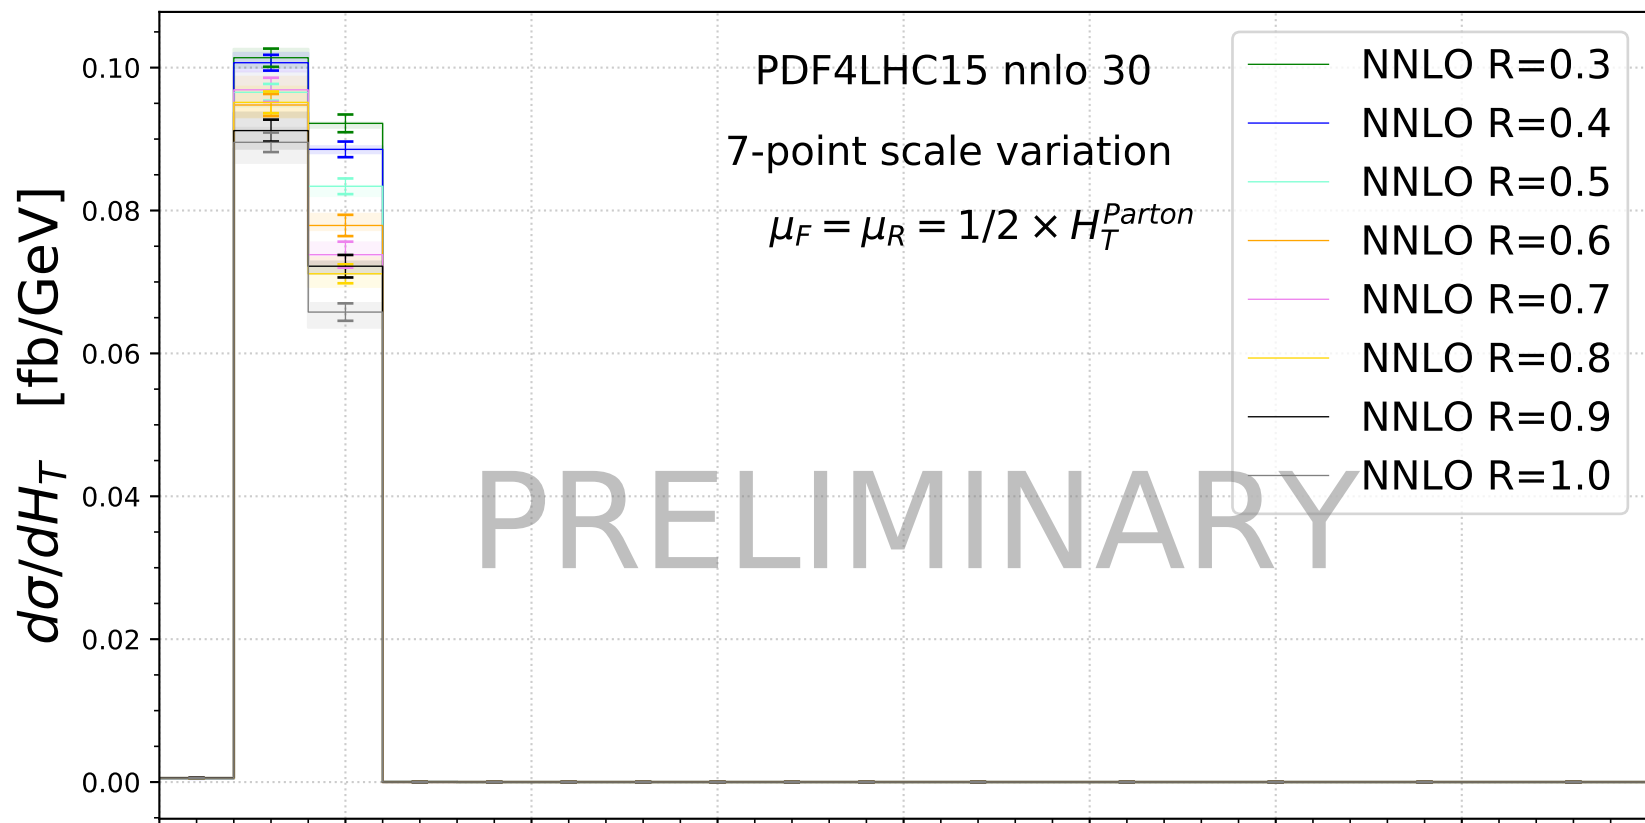 0.10
0.08
0.06
0.04
0.02
0.00
dσ/dH_T [fb/GeV]
PDF4LHC15 nnlo 30
7-point scale variation
μ_F = μ_R = 1/2 × H_T^{Parton}
NNLO R=0.3
NNLO R=0.4
NNLO R=0.5
NNLO R=0.6
NNLO R=0.7
NNLO R=0.8
NNLO R=0.9
NNLO R=1.0
PRELIMINARY